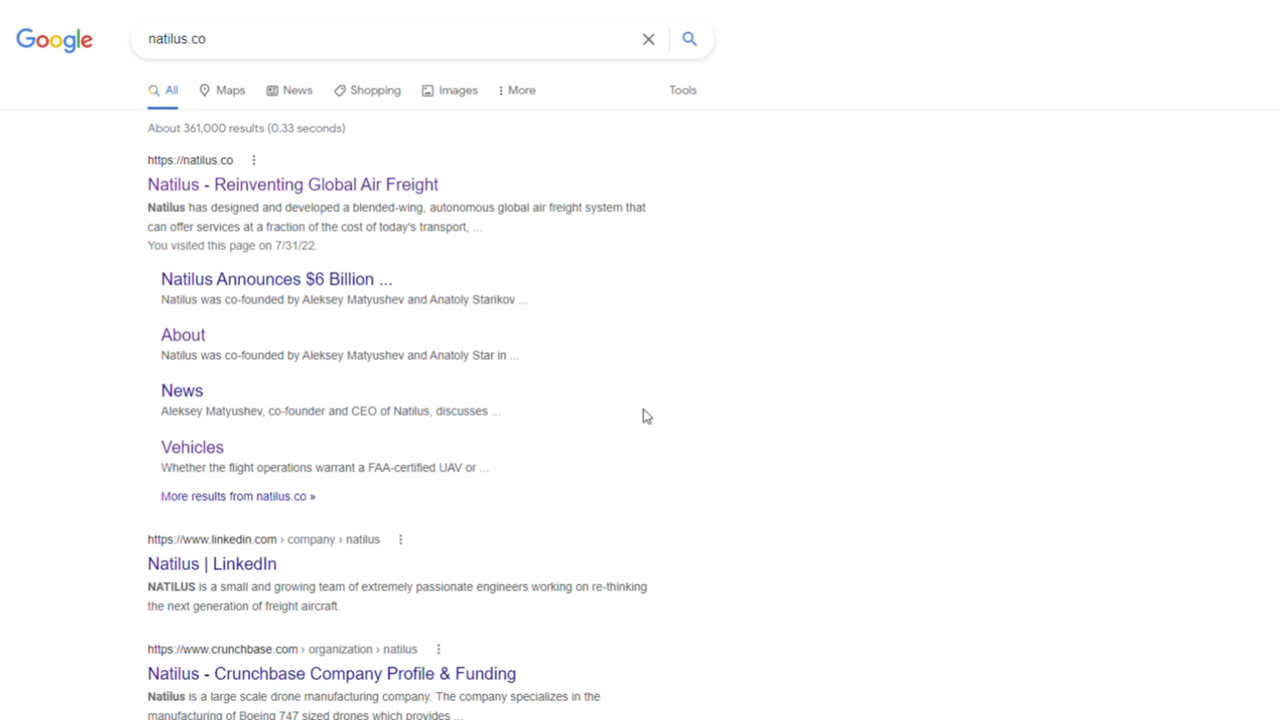 Google
natilus.co
All Maps News Shopping Images More Tools
About 361,000 results (0.33 seconds)
https://natilus.co
Natilus - Reinventing Global Air Freight
Natilus has designed and developed a blended-wing, autonomous global air freight system that
can offer services at a fraction of the cost of today's transport, ...
You visited this page on 7/31/22.
Natilus Announces $6 Billion ...
Natilus was co-founded by Aleksey Matyushev and Anatoly Starikov ...
About
Natilus was co-founded by Aleksey Matyushev and Anatoly Star in ...
News
Aleksey Matyushev, co-founder and CEO of Natilus, discusses ...
Vehicles
Whether the flight operations warrant a FAA-certified UAV or ...
More results from natilus.co »
https://www.linkedin.com › company › natilus
Natilus | LinkedIn
NATILUS is a small and growing team of extremely passionate engineers working on re-thinking
the next generation of freight aircraft.
https://www.crunchbase.com › organization › natilus
Natilus - Crunchbase Company Profile & Funding
Natilus is a large scale drone manufacturing company. The company specializes in the
manufacturing of Boeing 747 sized drones which provides ...